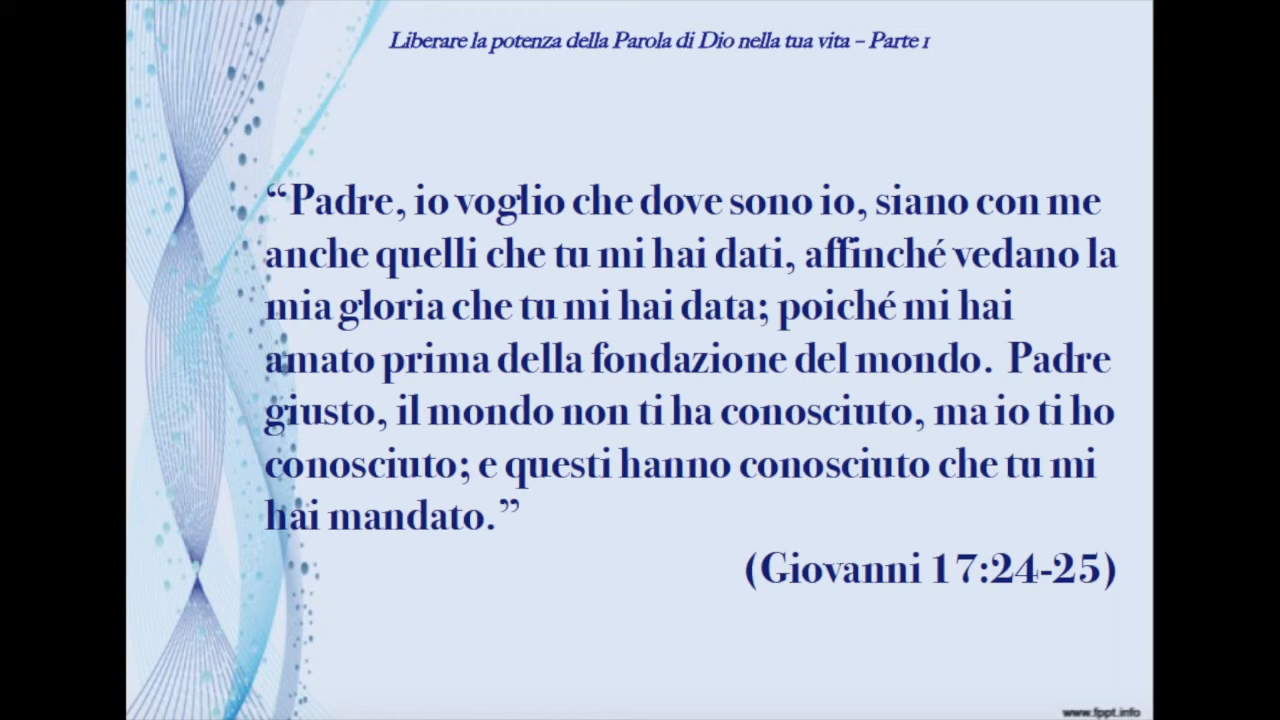 Liberare la potenza della Parola di Dio nella tua vita – Parte 1
“Padre, io voglio che dove sono io, siano con me
anche quelli che tu mi hai dati, affinché vedano la
mia gloria che tu mi hai data; poiché mi hai
amato prima della fondazione del mondo. Padre
giusto, il mondo non ti ha conosciuto, ma io ti ho
conosciuto; e questi hanno conosciuto che tu mi
hai mandato.”
(Giovanni 17:24-25)
www.fppt.info